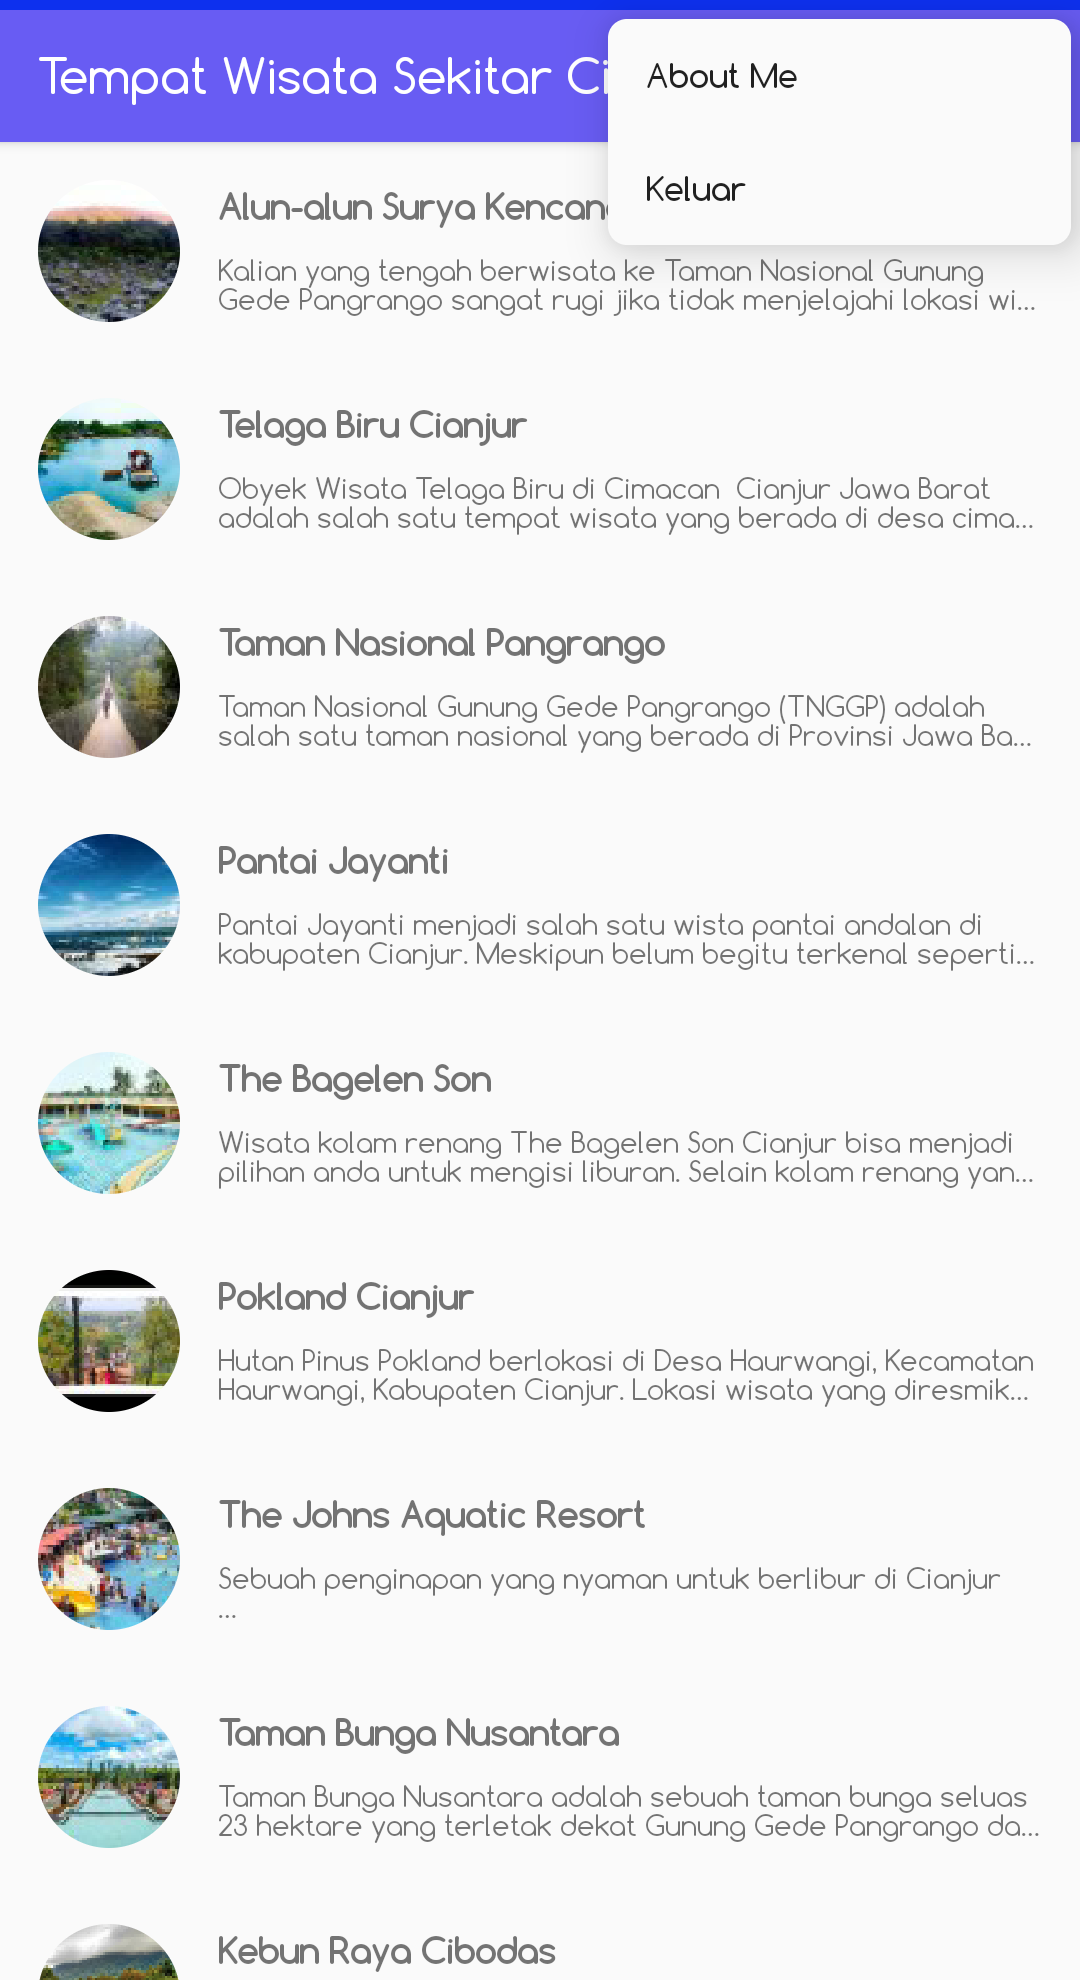 Tempat Wisata Sekitar
About Me
Keluar
Alun-alun Surya
Kalian yang tengah berwisata ke Taman Nasional Gunung
Gede Pangrango sangat rugi jika tidak menjelajahi lokasi wi...
Telaga Biru Cianjur
Obyek Wisata Telaga Biru di Cimacan  Cianjur Jawa Barat
adalah salah satu tempat wisata yang berada di desa cima...
Taman Nasional Pangrango
Taman Nasional Gunung Gede Pangrango (TNGGP) adalah
salah satu taman nasional yang berada di Provinsi Jawa Ba...
Pantai Jayanti
Pantai Jayanti menjadi salah satu wista pantai andalan di
kabupaten Cianjur. Meskipun belum begitu terkenal seperti...
The Bagelen Son
Wisata kolam renang The Bagelen Son Cianjur bisa menjadi
pilihan anda untuk mengisi liburan. Selain kolam renang yan...
Pokland Cianjur
Hutan Pinus Pokland berlokasi di Desa Haurwangi, Kecamatan
Haurwangi, Kabupaten Cianjur. Lokasi wisata yang diresmik...
The Johns Aquatic Resort
Sebuah penginapan yang nyaman untuk berlibur di Cianjur
...
Taman Bunga Nusantara
Taman Bunga Nusantara adalah sebuah taman bunga seluas
23 hektare yang terletak dekat Gunung Gede Pangrango da...
Kebun Raya Cibodas